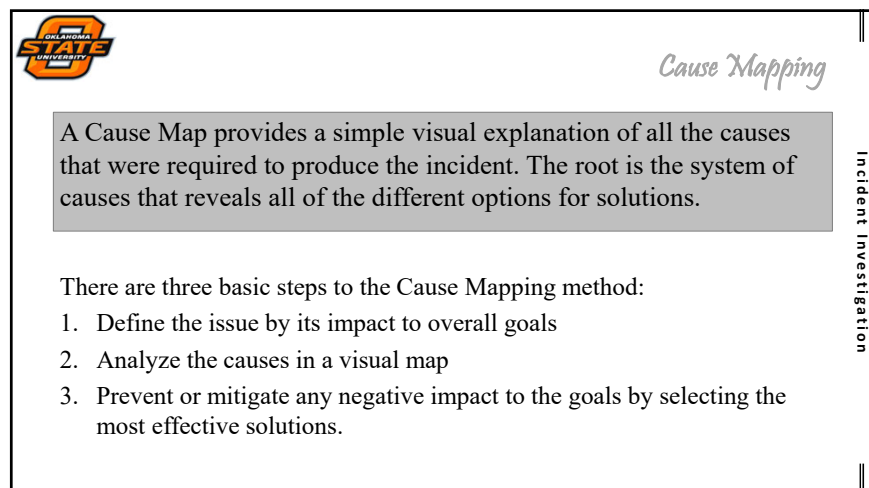 OKLAHOMA
STATE
UNIVERSITY
Cause Mapping
A Cause Map provides a simple visual explanation of all the causes
that were required to produce the incident. The root is the system of
causes that reveals all of the different options for solutions.
There are three basic steps to the Cause Mapping method:
1. Define the issue by its impact to overall goals
2. Analyze the causes in a visual map
3. Prevent or mitigate any negative impact to the goals by selecting the
most effective solutions.
Incident Investigation